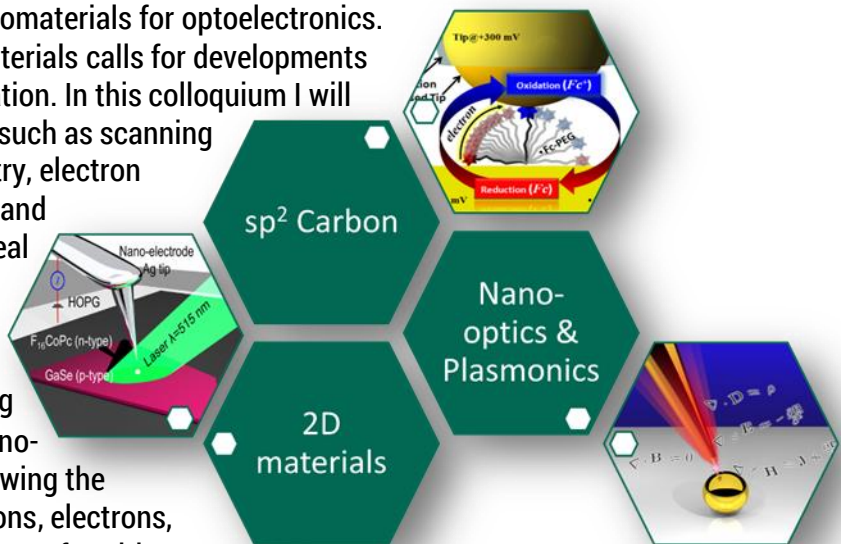 omaterials for optoelectronics.
terials calls for developments
ation. In this colloquium I will
such as scanning
try, electron
and
eal
g
no-
wing the
ons, electrons,
sp² Carbon
Nano-
optics &
Plasmonics
2D
materials
Tip@+300 mV
Oxidation (Fc⁺)
electron
•Fc-PEG
Reduction (Fc)
mV
Nano-electrode
Ag tip
HOPG
F₁₆CoPc (n-type)
GaSe (p-type)
Laser λ=515 nm
∇ · D = ρ
∇ · B = 0